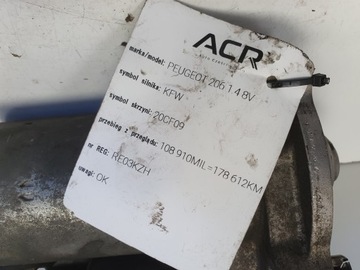 ACR
marka/model: PEUGEOT 206 1.4 8V
symbol silnika: KFW
symbol skrzyni: 20CF09
przebieg z przeglądu: 108 910MIL=178 612KM
nr REG: RE03KZH
uwagi: OK